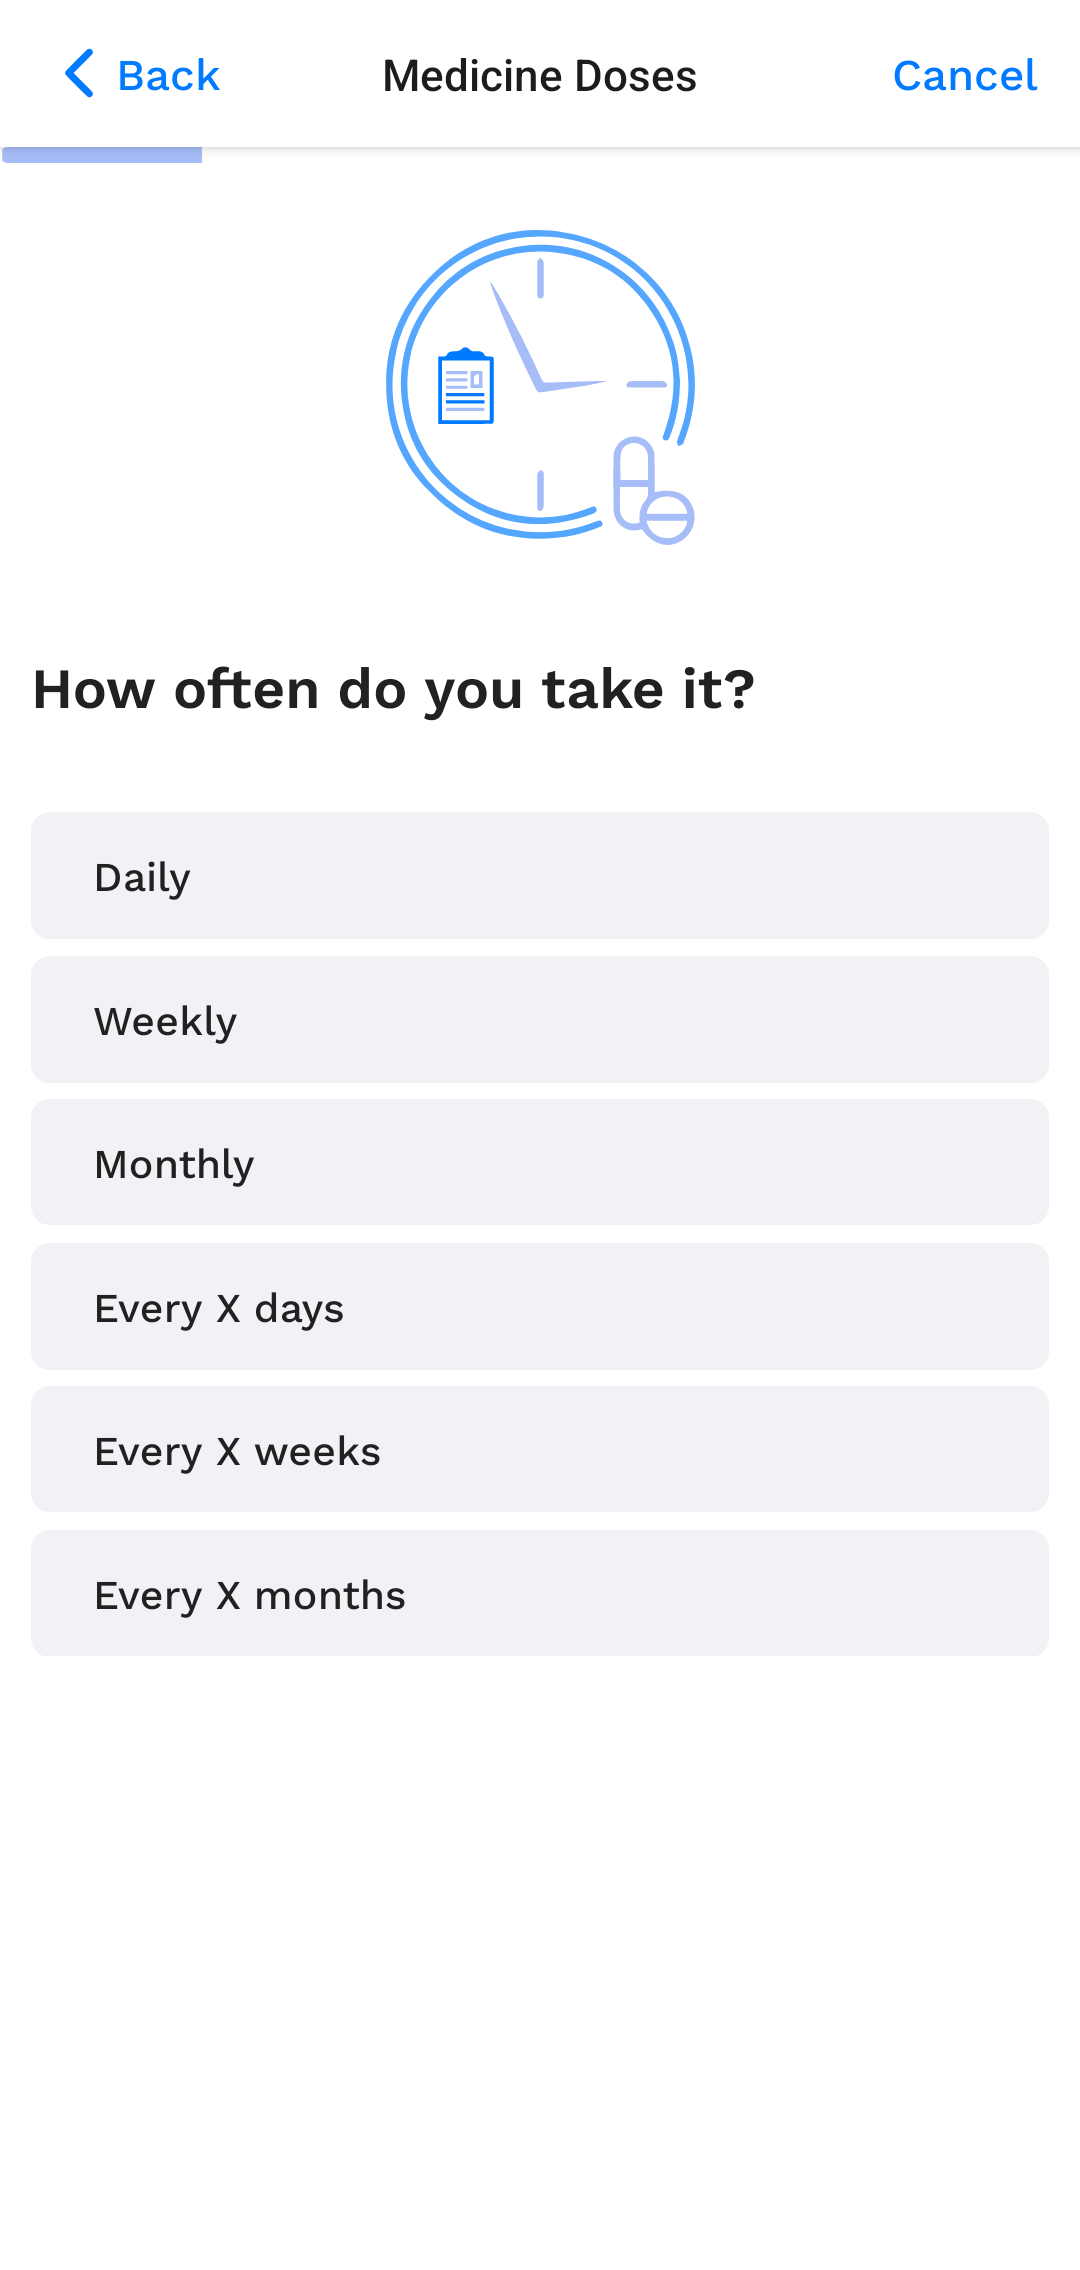 Back Medicine Doses Cancel
How often do you take it?
Daily
Weekly
Monthly
Every X days
Every X weeks
Every X months